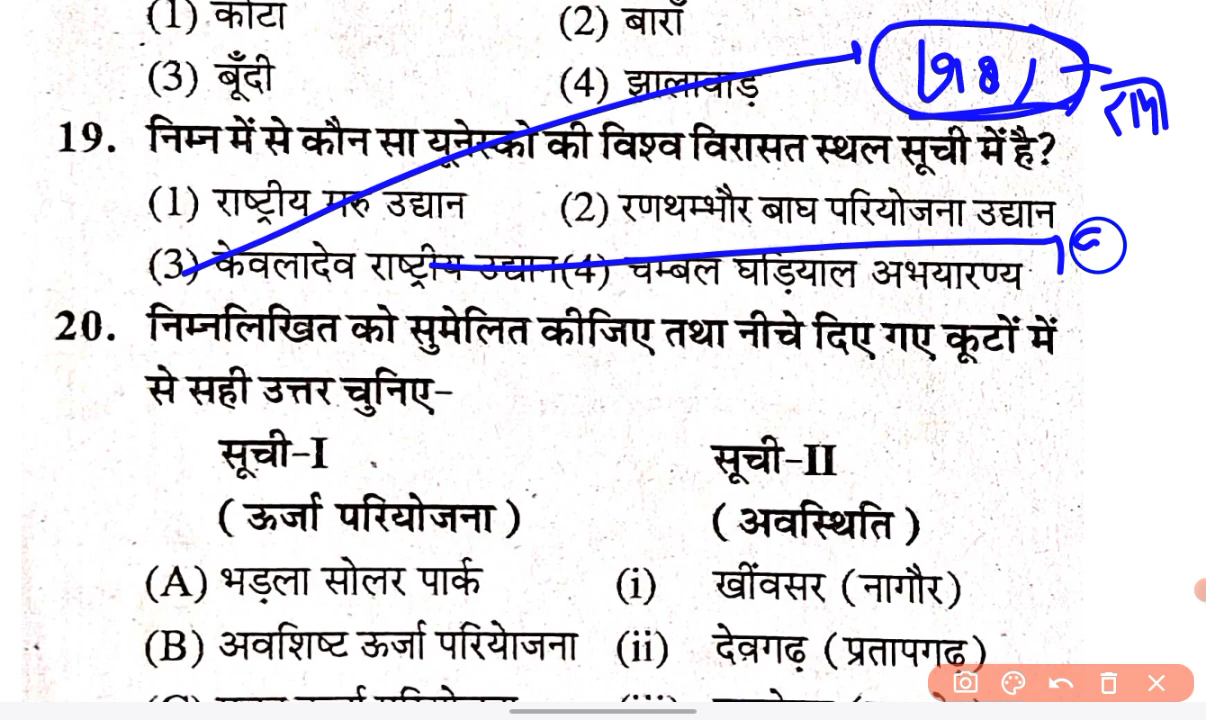 (1) कोटा (2) बाराँ
(3) बूँदी (4) झालावाड़
19. निम्न में से कौन सा यूनेस्को की विश्व विरासत स्थल सूची में है?
(1) राष्ट्रीय मरु उद्यान (2) रणथम्भौर बाघ परियोजना उद्यान
(3) केवलादेव राष्ट्रीय उद्यान (4) चम्बल घड़ियाल अभयारण्य
20. निम्नलिखित को सुमेलित कीजिए तथा नीचे दिए गए कूटों में
से सही उत्तर चुनिए-
सूची-I सूची-II
( ऊर्जा परियोजना ) ( अवस्थिति )
(A) भड़ला सोलर पार्क (i) खींवसर (नागौर)
(B) अवशिष्ट ऊर्जा परियोजना (ii) देवगढ़ (प्रतापगढ़)